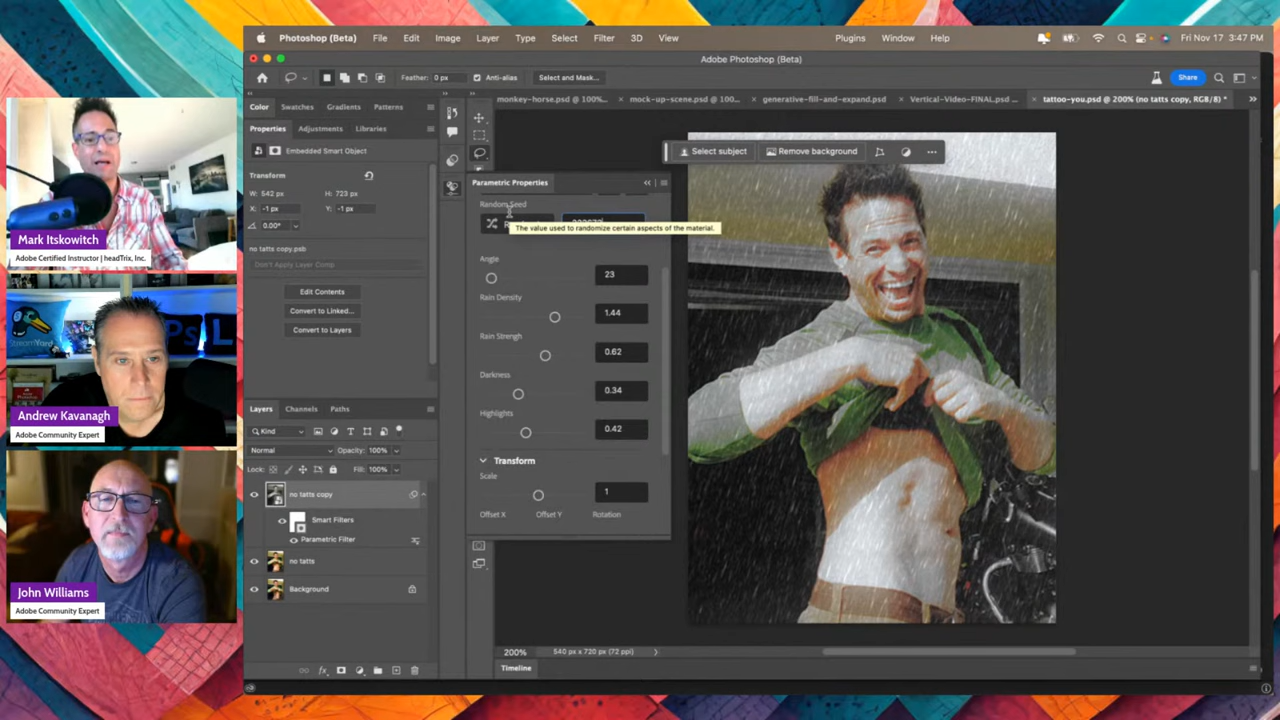 Photoshop (Beta) File Edit Image Layer Type Select Filter 3D View Plugins Window Help Fri Nov 17 3:47 PM
Adobe Photoshop (Beta)
Feather: 0 px Anti-alias Select and Mask... Share
monkey-horse.psd @ 100%... × mock-up-scene.psd @ 100... × generative-fill-and-expand.psd × Vertical-Video-FINAL.psd ... × tattoo-you.psd @ 200% (no tatts copy, RGB/8) *
Color Swatches Gradients Patterns
Properties Adjustments Libraries
Embedded Smart Object
Transform
W: 542 px H: 723 px
X: -1 px Y: -1 px
0.00°
no tatts copy.psb
Don't Apply Layer Comp
Edit Contents
Convert to Linked...
Convert to Layers
Layers Channels Paths
Kind
Normal Opacity: 100%
Lock: Fill: 100%
no tatts copy
Smart Filters
Parametric Filter
no tatts
Background
Parametric Properties
Random Seed
The value used to randomize certain aspects of the material.
Angle
23
Rain Density
1.44
Rain Strengh
0.62
Darkness
0.34
Highlights
0.42
Transform
Scale
1
Offset X Offset Y Rotation
Select subject Remove background
200% 540 px x 720 px (72 ppi)
Timeline
Mark Itskowitch
Adobe Certified Instructor | headTrix, Inc.
StreamYard
Andrew Kavanagh
Adobe Community Expert
John Williams
Adobe Community Expert